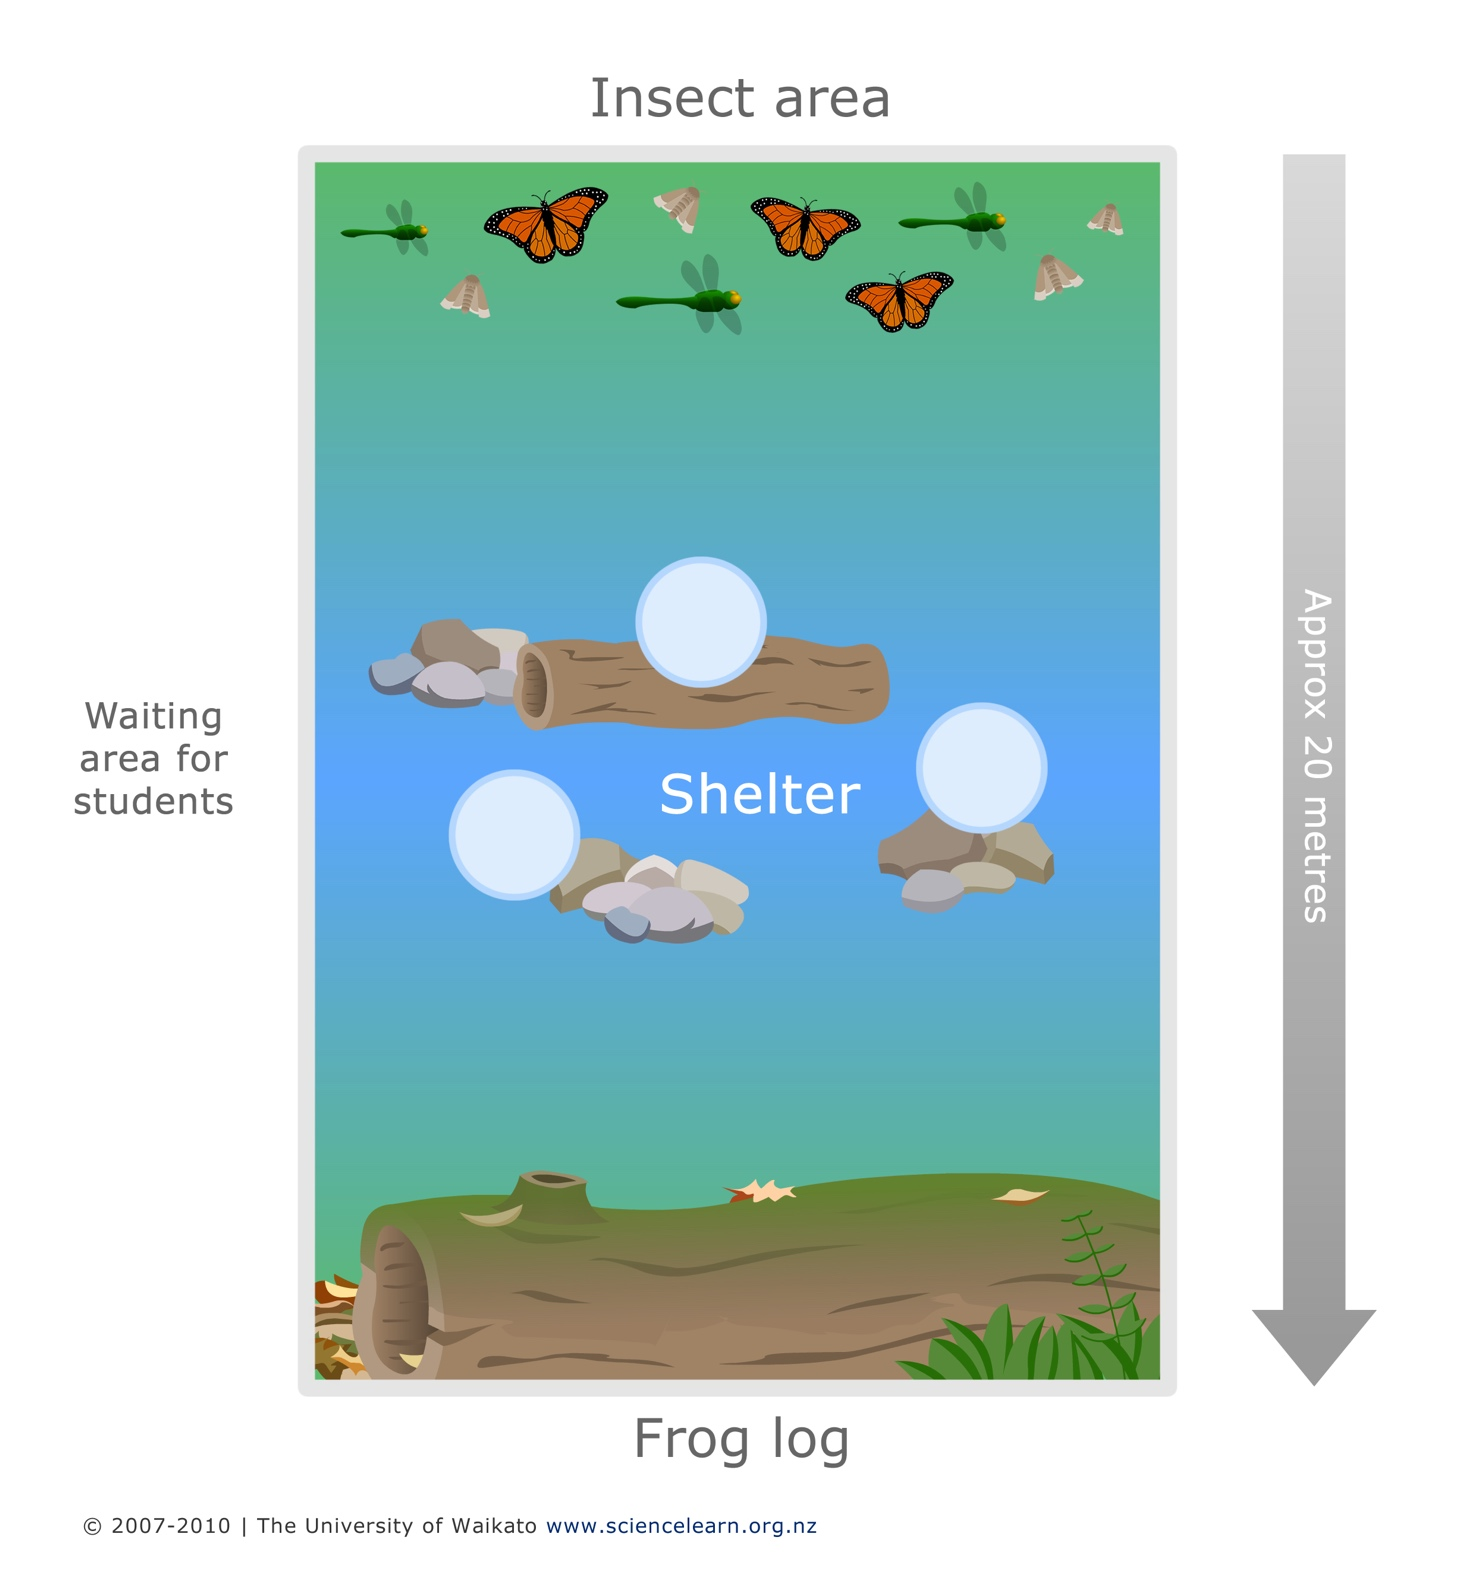 Insect area
Waiting
area for
students
Shelter
Approx 20 metres
Frog log
© 2007-2010 | The University of Waikato www.sciencelearn.org.nz